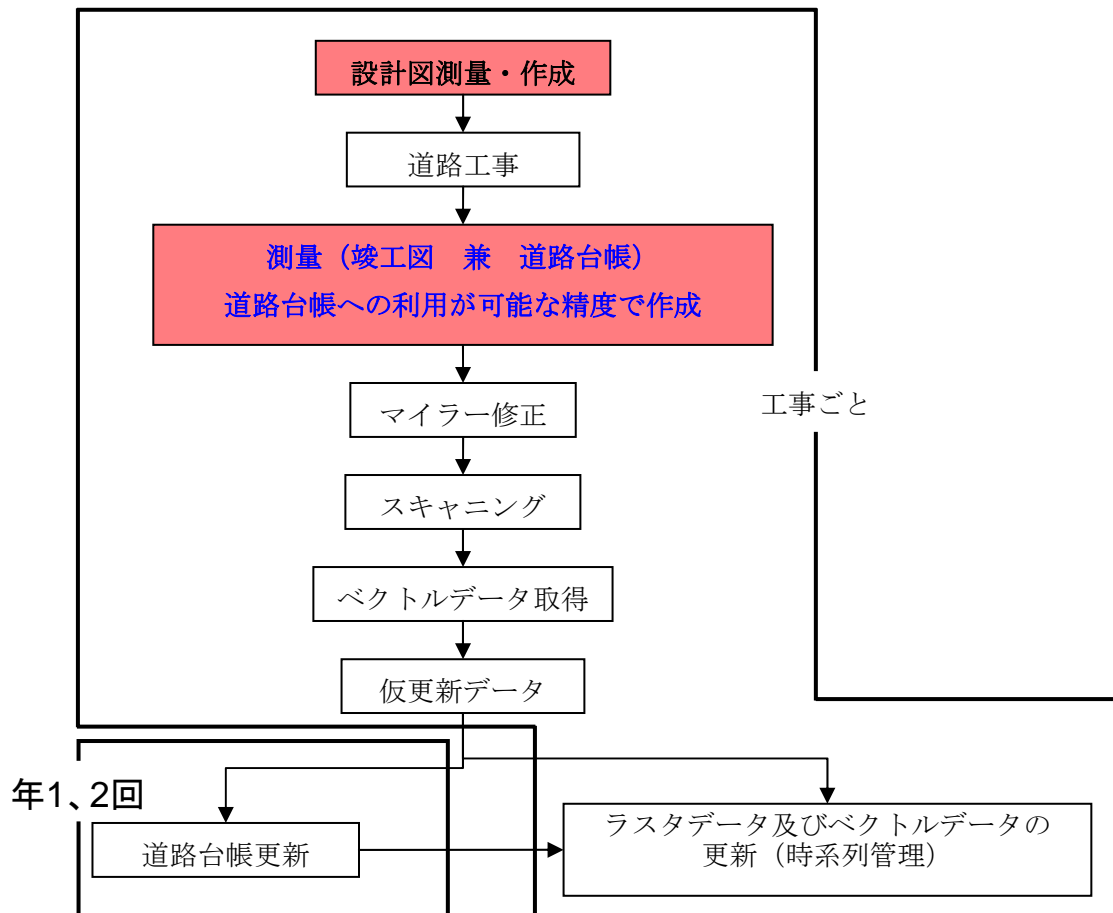 設計図測量・作成
道路工事
測量（竣工図　兼　道路台帳）
道路台帳への利用が可能な精度で作成
マイラー修正
工事ごと
スキャニング
ベクトルデータ取得
仮更新データ
年1、2回
道路台帳更新
ラスタデータ及びベクトルデータの
更新（時系列管理）